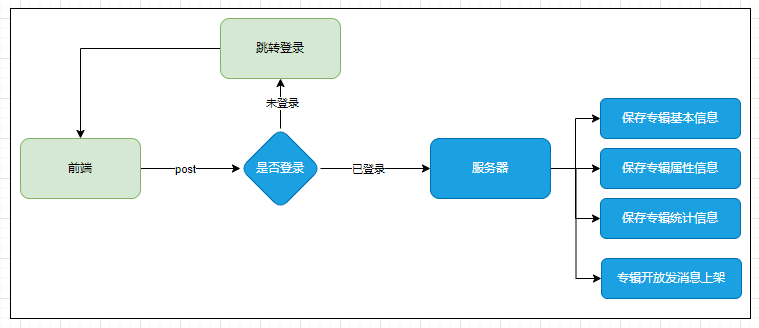 跳转登录
未登录
前端
post
是否登录
已登录
服务器
保存专辑基本信息
保存专辑属性信息
保存专辑统计信息
专辑开放发消息上架